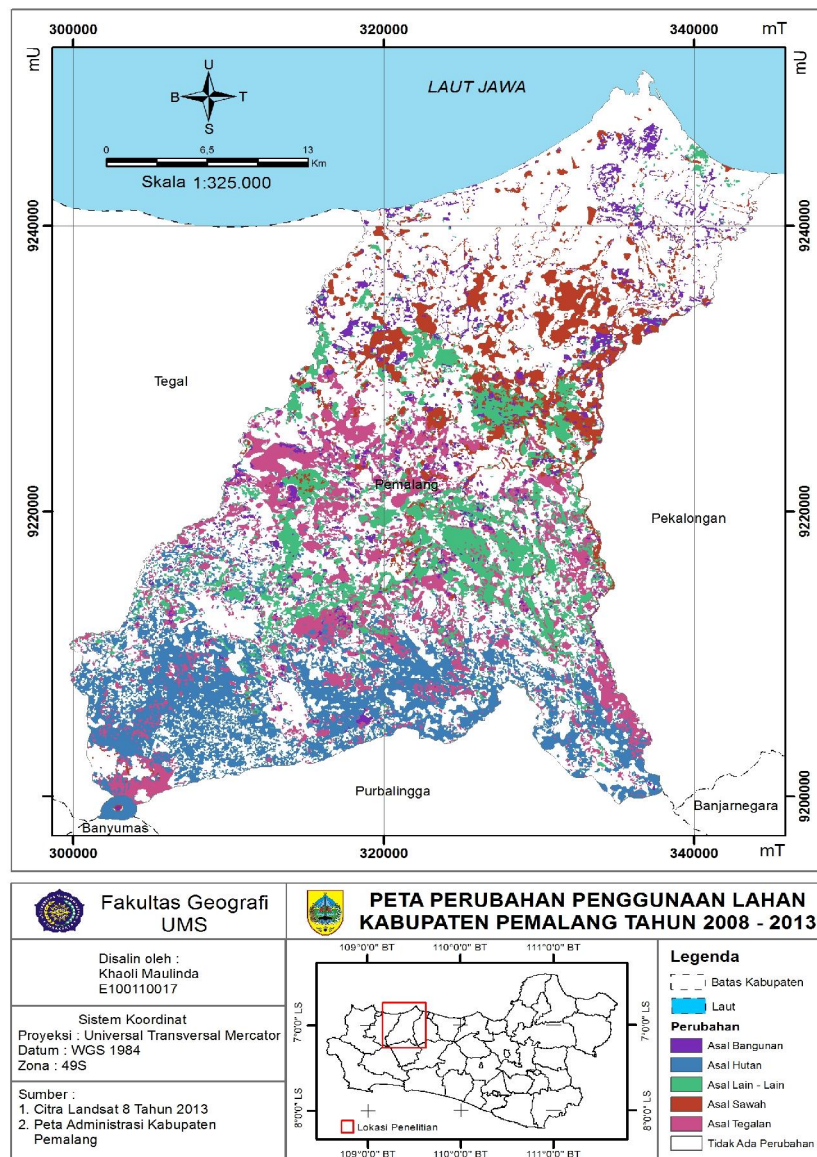 300000
320000
340000
mT
mU
U
B
T
S
LAUT JAWA
0
6,5
13
Km
Skala 1:325.000
9240000
9240000
Tegal
Pemalang
9220000
9220000
Pekalongan
Purbalingga
9200000
9200000
Banjarnegara
Banyumas
mU
300000
320000
340000
mT
Fakultas Geografi
UMS
Disalin oleh :
Khaoli Maulinda
E100110017
Sistem Koordinat
Proyeksi : Universal Transversal Mercator
Datum : WGS 1984
Zona : 49S
Sumber :
1. Citra Landsat 8 Tahun 2013
2. Peta Administrasi Kabupaten
Pemalang
PETA PERUBAHAN PENGGUNAAN LAHAN
KABUPATEN PEMALANG TAHUN 2008 - 2013
109°0'0" BT
110°0'0" BT
111°0'0" BT
7°0'0" LS
7°0'0" LS
8°0'0" LS
8°0'0" LS
Lokasi Penelitian
109°0'0" BT
110°0'0" BT
111°0'0" BT
Legenda
Batas Kabupaten
Laut
Perubahan
Asal Bangunan
Asal Hutan
Asal Lain - Lain
Asal Sawah
Asal Tegalan
Tidak Ada Perubahan